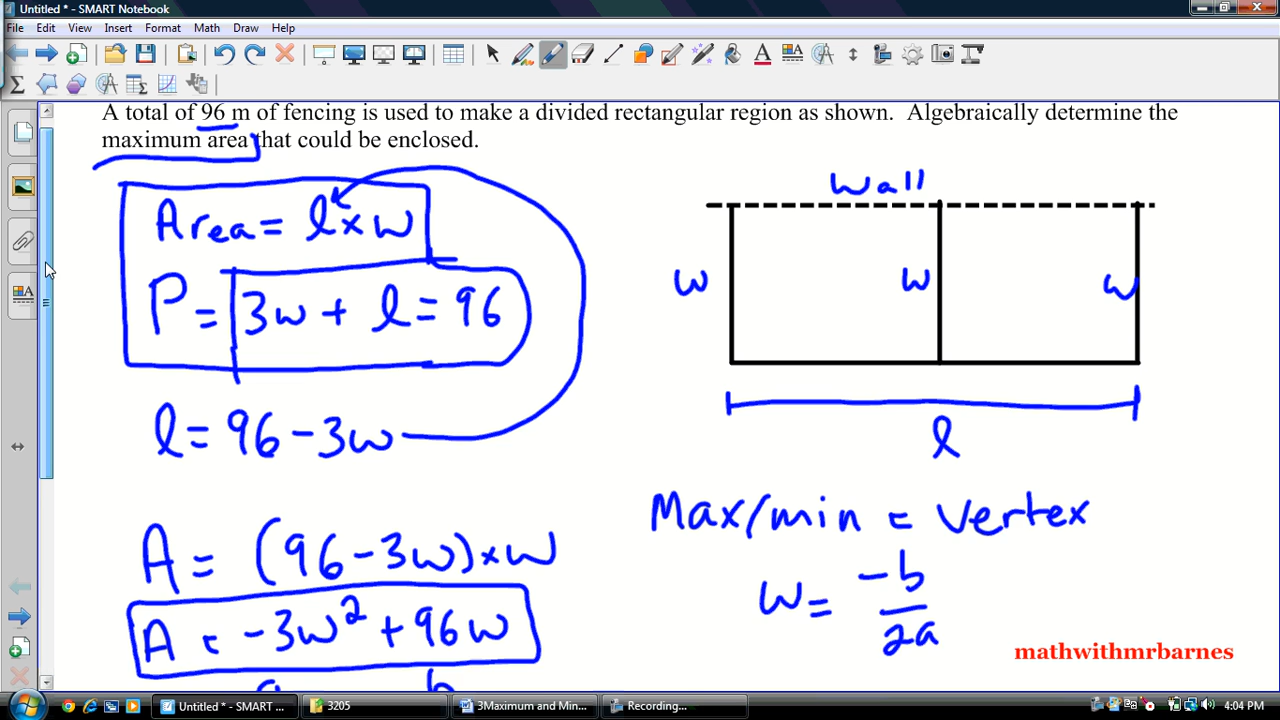 Untitled * - SMART Notebook
File Edit View Insert Format Math Draw Help
A total of 96 m of fencing is used to make a divided rectangular region as shown. Algebraically determine the
maximum area that could be enclosed.
Wall
Area = l × w
P = 3w + l = 96
w w w
l = 96 - 3w
l
Max/min = Vertex
A = (96 - 3w) × w
w = -b/2a
A = -3w² + 96w
a b
mathwithmrbarnes
Untitled * - SMART ... 3205 3Maximum and Min... Recording... 4:04 PM